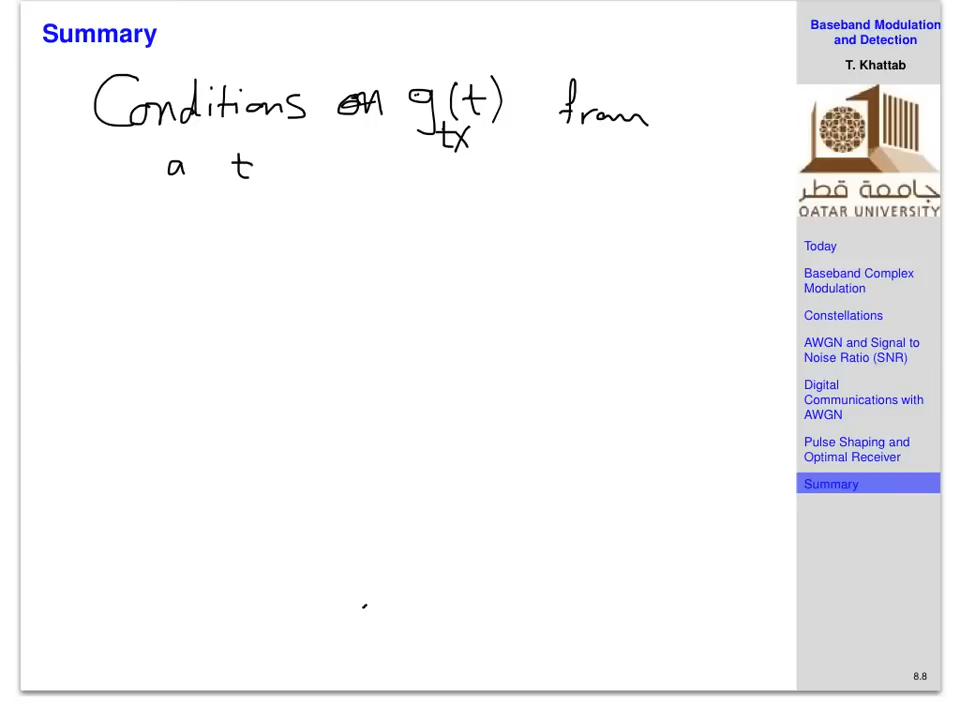 Summary
Conditions on g_tx(t) from
a t
Baseband Modulation
and Detection
T. Khattab
جامعة قطر
QATAR UNIVERSITY
Today
Baseband Complex
Modulation
Constellations
AWGN and Signal to
Noise Ratio (SNR)
Digital
Communications with
AWGN
Pulse Shaping and
Optimal Receiver
Summary
8.8